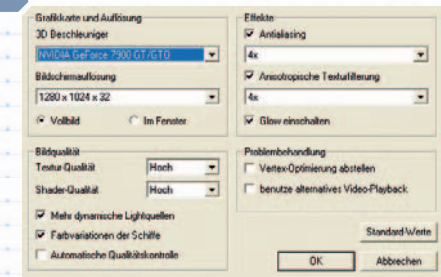 Grafikkarte und Auflösung
3D Beschleuniger
NVIDIA GeForce 7900 GT/GTO
Bildschirmauflösung
1280 x 1024 x 32
Vollbild
Im Fenster
Bildqualität
Textur-Qualität
Hoch
Shader-Qualität
Hoch
Mehr dynamische Lightquellen
Farbvariationen der Schiffe
Automatische Qualitätskontrolle
Effekte
Antialiasing
4x
Anisotropische Texturfilterung
4x
Glow einschalten
Problembehandlung
Vertex-Optimierung abstellen
benutze alternatives Video-Playback
Standard-Werte
OK
Abbrechen